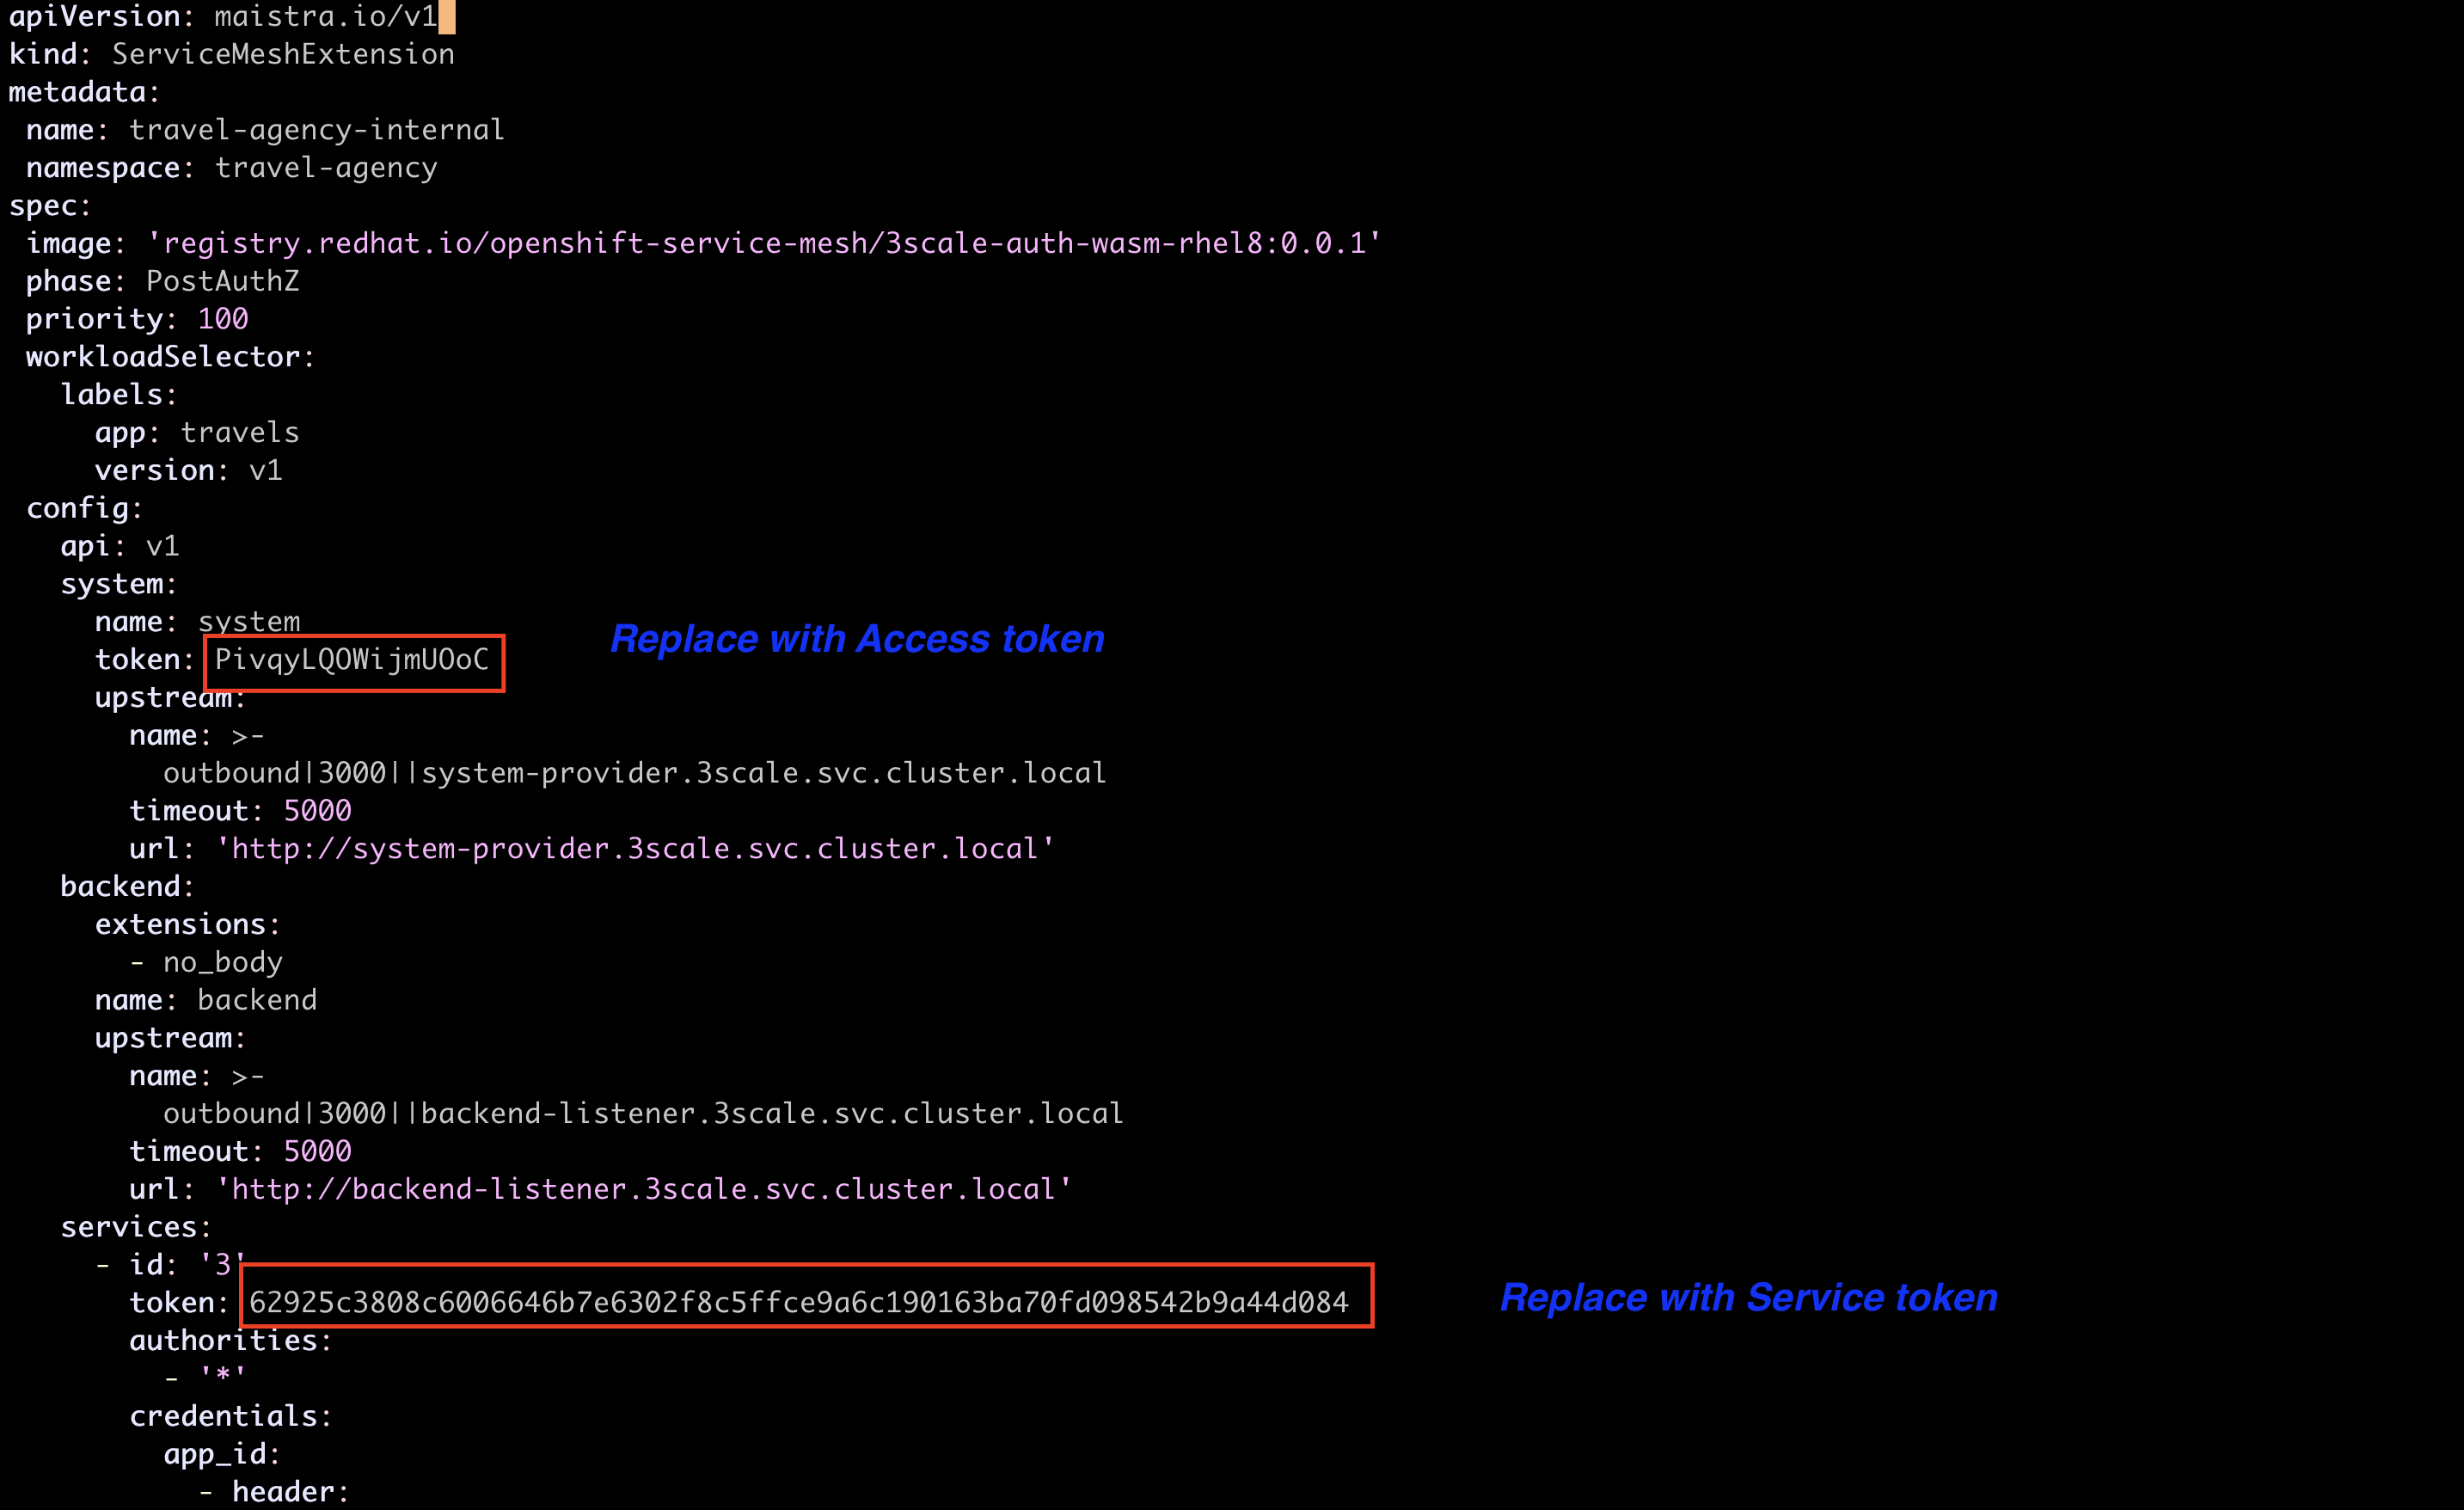 apiVersion: maistra.io/v1
kind: ServiceMeshExtension
metadata:
 name: travel-agency-internal
 namespace: travel-agency
spec:
 image: 'registry.redhat.io/openshift-service-mesh/3scale-auth-wasm-rhel8:0.0.1'
 phase: PostAuthZ
 priority: 100
 workloadSelector:
   labels:
     app: travels
     version: v1
 config:
   api: v1
   system:
     name: system
     token: PivqyLQOWijmUOoC
Replace with Access token
     upstream:
       name: >-
         outbound|3000||system-provider.3scale.svc.cluster.local
       timeout: 5000
       url: 'http://system-provider.3scale.svc.cluster.local'
   backend:
     extensions:
       - no_body
     name: backend
     upstream:
       name: >-
         outbound|3000||backend-listener.3scale.svc.cluster.local
       timeout: 5000
       url: 'http://backend-listener.3scale.svc.cluster.local'
   services:
     - id: '3'
       token: 62925c3808c6006646b7e6302f8c5ffce9a6c190163ba70fd098542b9a44d084
Replace with Service token
       authorities:
         - '*'
       credentials:
         app_id:
           - header: